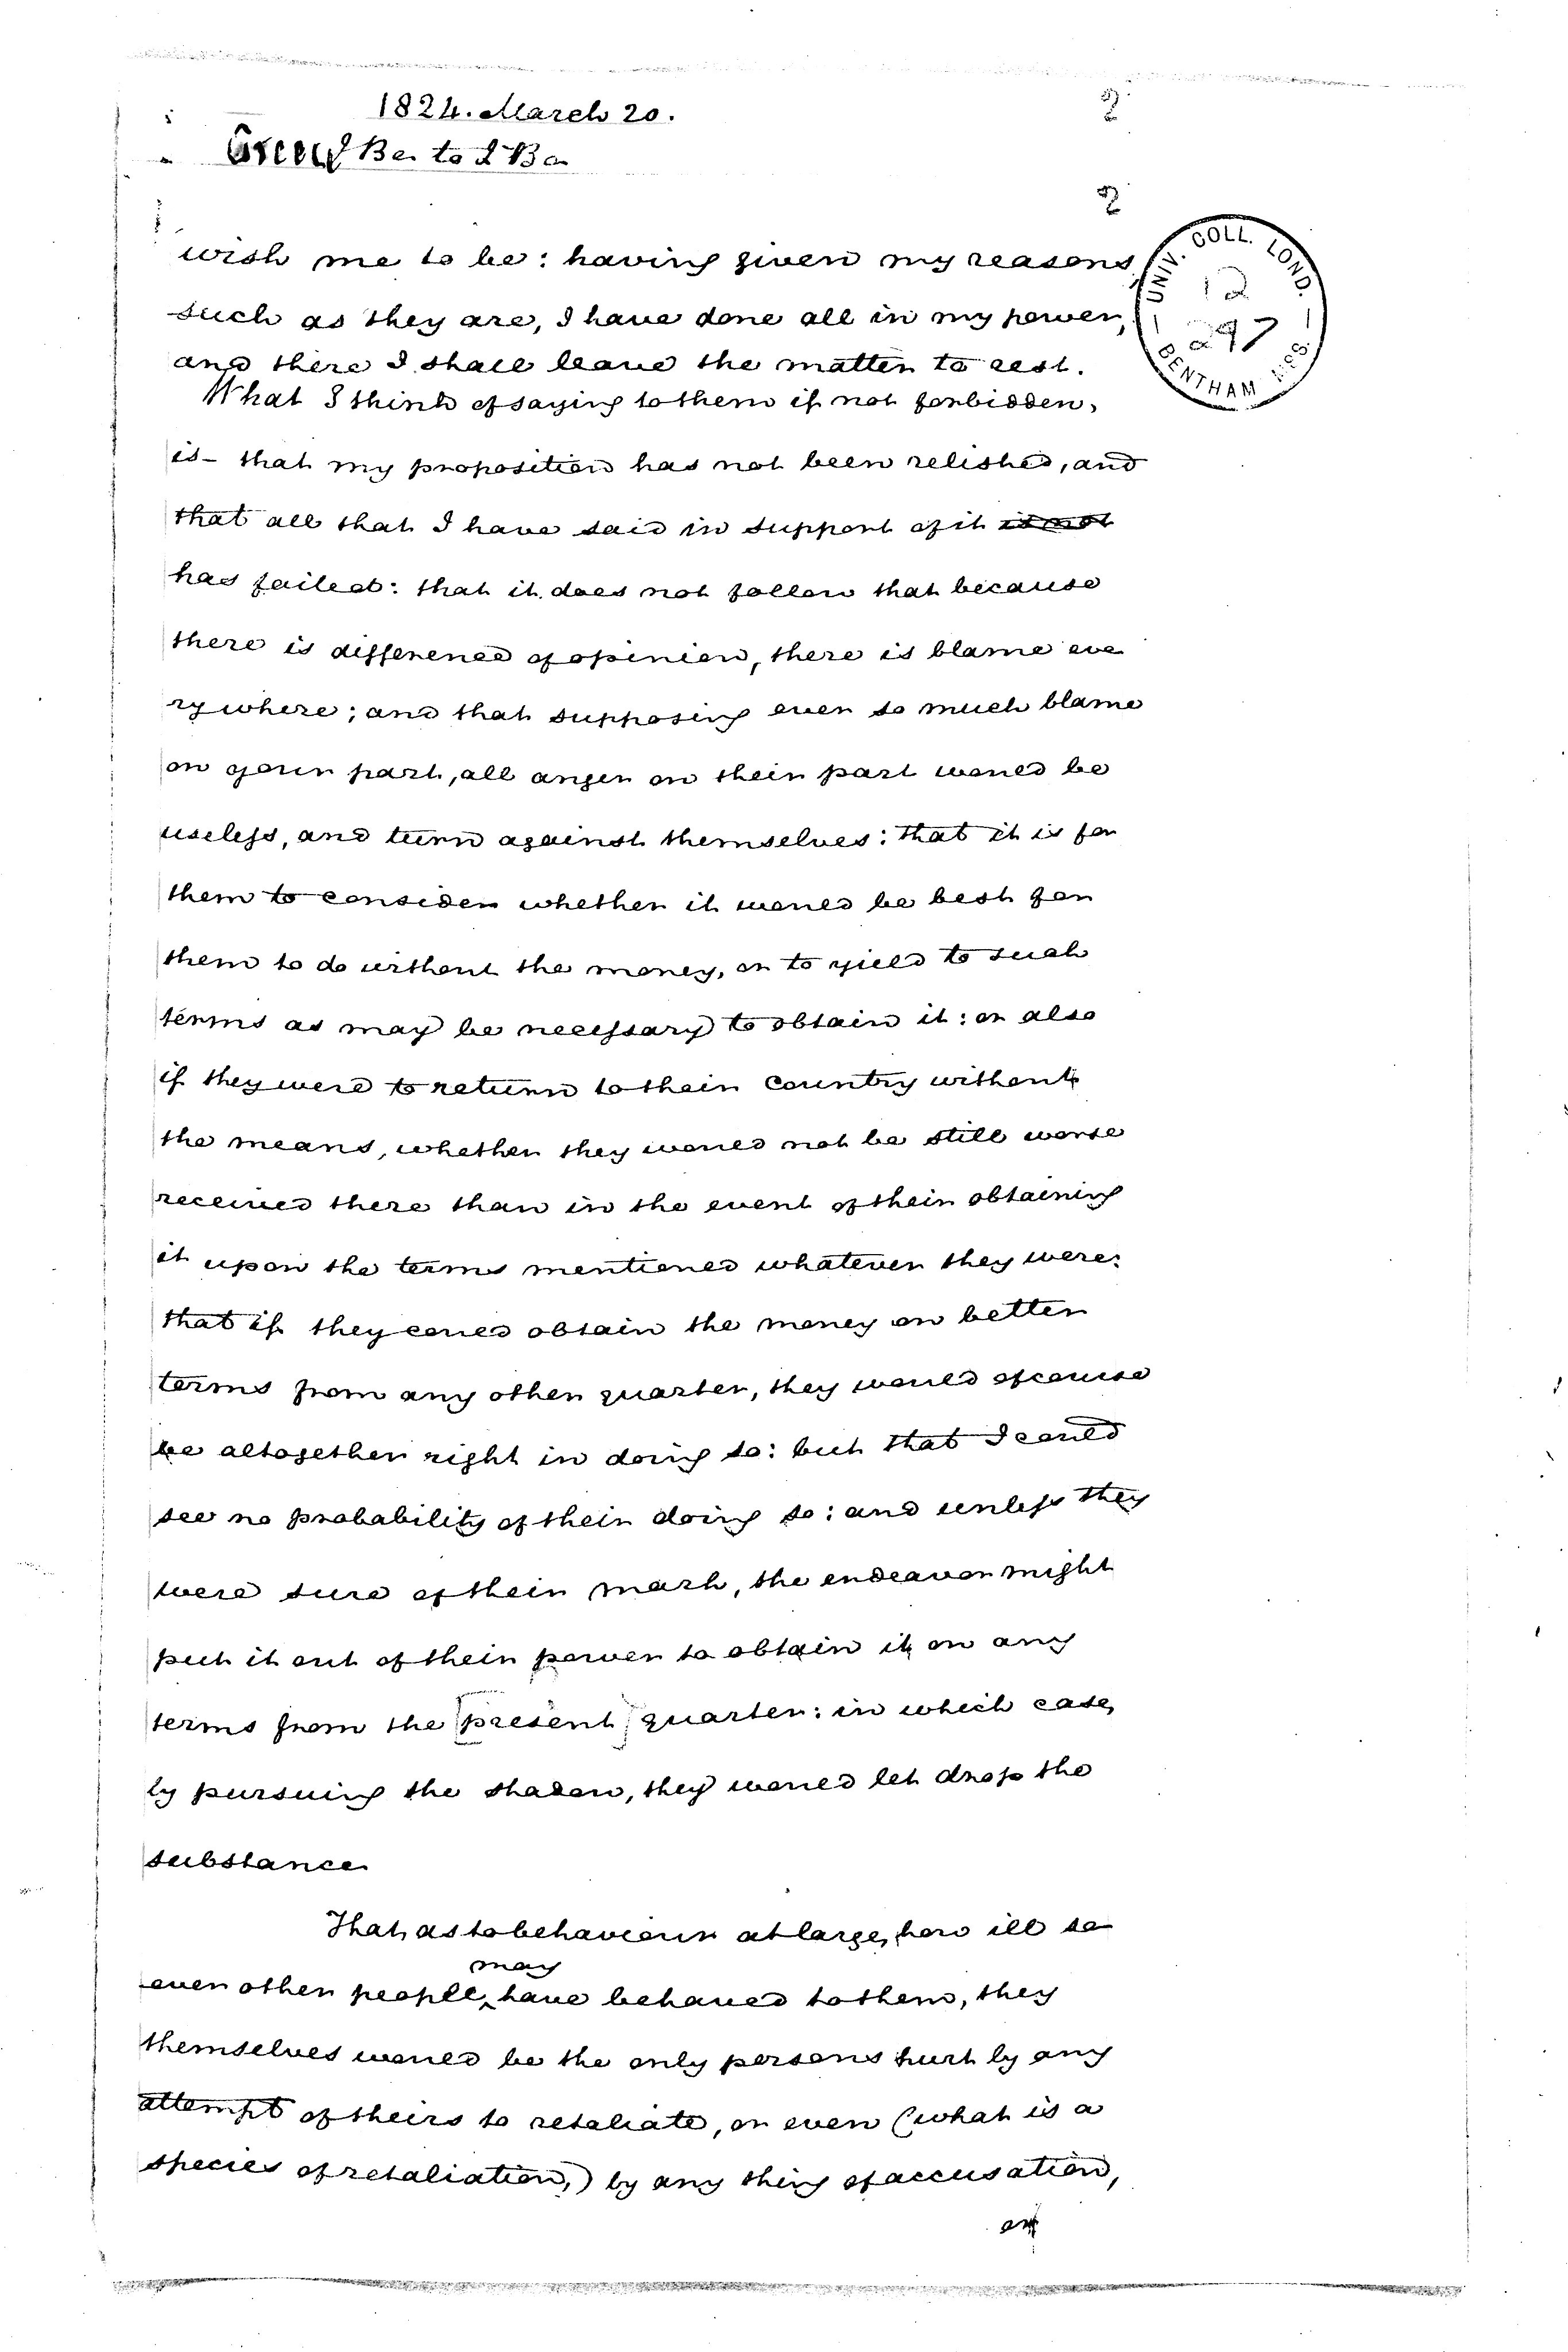 1824. March 20.
2
Greece Be to L Ba
2
wish me to be: having given my reasons,
such as they are, I have done all in my power,
and there I shall leave the matter to rest.
What I think of saying to them if not forbidden,
is – that my proposition has not been relished, and
that all that I have said in support of it is not
has failed: that it does not follow that because
there is difference of opinion, there is blame eve
ry where; and that supposing ever so much blame
on your part, all anger on their part would be
useless, and turn against themselves: that it is for
them to consider whether it would be best for
them to do without the money, or to yield to such
terms as may be necessary to obtain it: or also
if they were to return to their Country without
the means, whether they would not be still worse
received there than in the event of their obtaining
it upon the terms mentioned whatever they were:
that if they could obtain the money on better
terms from any other quarter, they would of course
be altogether right in doing so: but that I could
see no probability of their doing so: and unless they
were sure of their mark, the endeavor might
put it out of their power to obtain it on any
terms from the [present] quarter: in which case,
by pursuing the shadow, they would let drop the
substance
That, as to behaviour at large, how ill so
may
ever other people have behaved to them, they
themselves would be the only persons hurt by any
attempt of theirs to retaliate, or even (what is a
species of retaliation,) by any thing of accusation,
or
UNIV. COLL. LOND.
12
297
BENTHAM MSS.